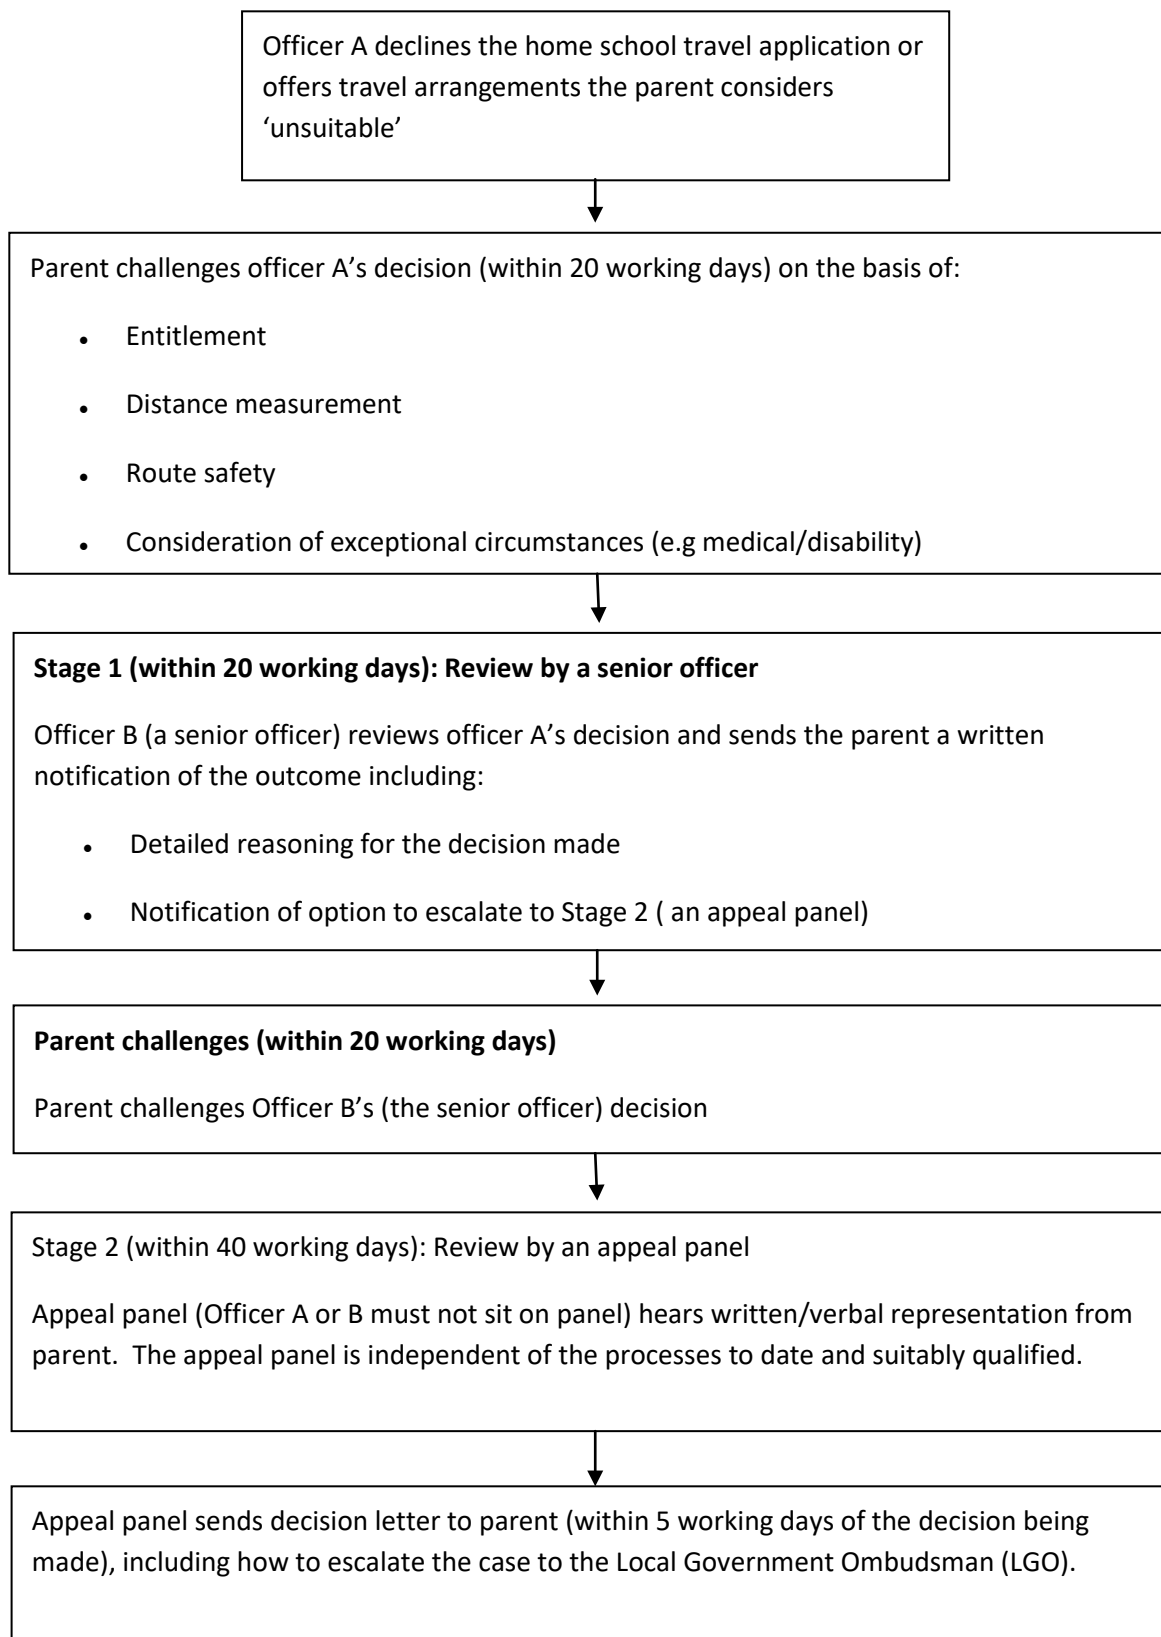 Officer A declines the home school travel application or
offers travel arrangements the parent considers
‘unsuitable’
Parent challenges officer A’s decision (within 20 working days) on the basis of:
• Entitlement
• Distance measurement
• Route safety
• Consideration of exceptional circumstances (e.g medical/disability)
Stage 1 (within 20 working days): Review by a senior officer
Officer B (a senior officer) reviews officer A’s decision and sends the parent a written
notification of the outcome including:
• Detailed reasoning for the decision made
• Notification of option to escalate to Stage 2 ( an appeal panel)
Parent challenges (within 20 working days)
Parent challenges Officer B’s (the senior officer) decision
Stage 2 (within 40 working days): Review by an appeal panel
Appeal panel (Officer A or B must not sit on panel) hears written/verbal representation from
parent.  The appeal panel is independent of the processes to date and suitably qualified.
Appeal panel sends decision letter to parent (within 5 working days of the decision being
made), including how to escalate the case to the Local Government Ombudsman (LGO).